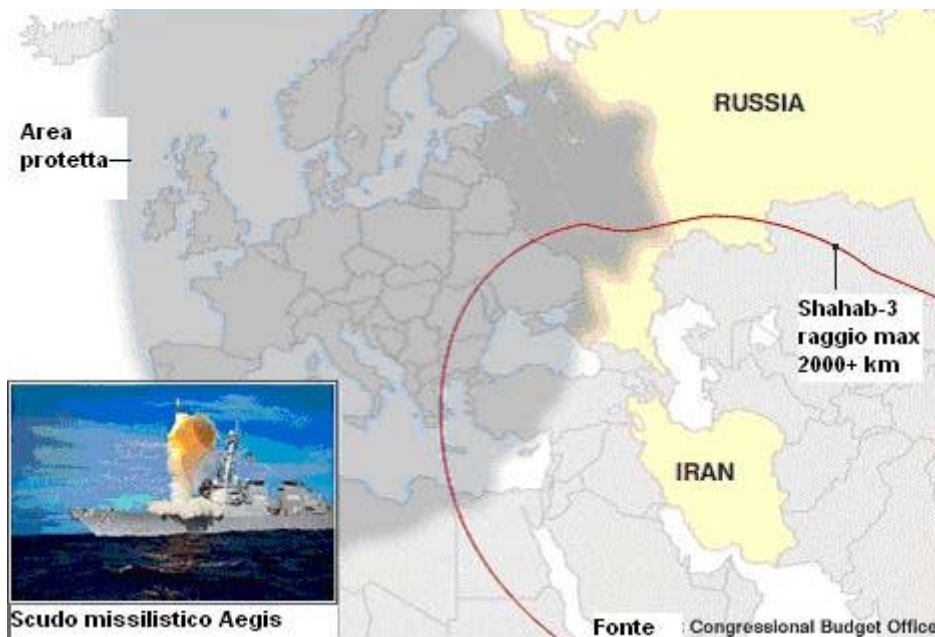 RUSSIA
Area
protetta
Shahab-3
raggio max
2000+ km
IRAN
Scudo missilistico Aegis
Fonte : Congressional Budget Office